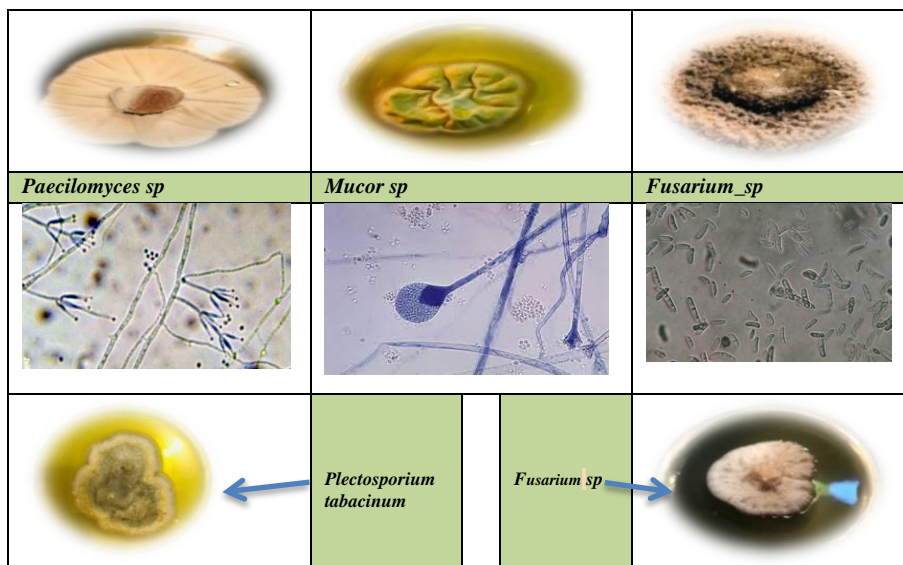 Paecilomyces sp
Mucor sp
Fusarium_sp
Plectosporium
tabacinum
Fusarium sp